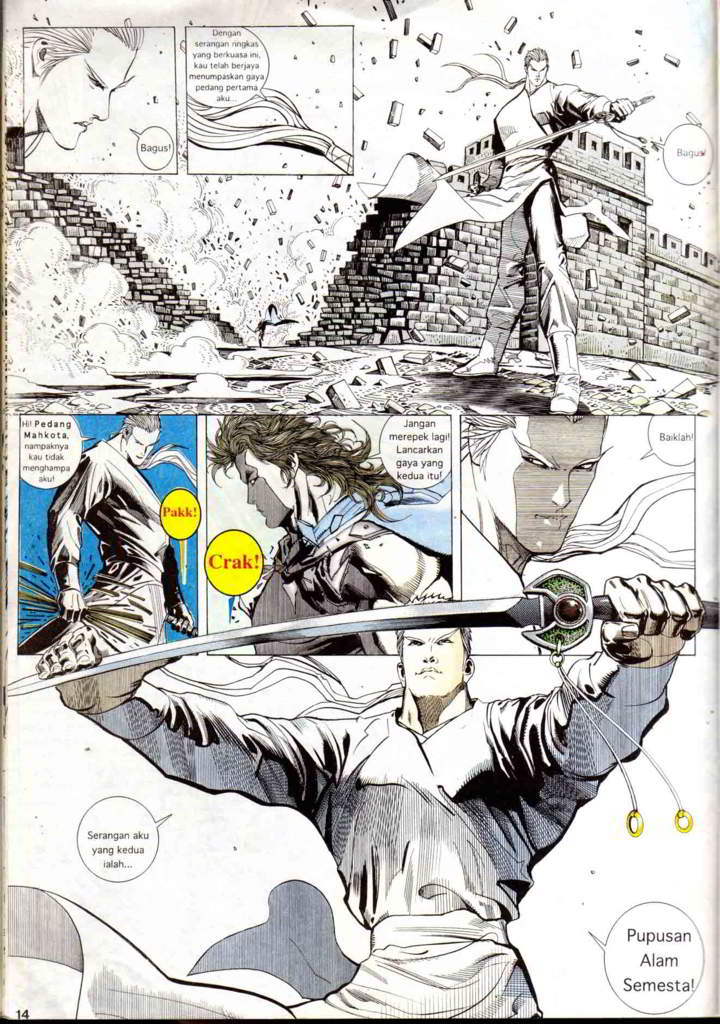 Bagus!
Dengan
serangan ringkas
yang berkuasa ini,
kau telah berjaya
menumpaskan gaya
pedang pertama
aku...
Bagus!
Hi! Pedang
Mahkota,
nampaknya
kau tidak
menghampa
aku!
Pakk!
Crak!
Jangan
merepek lagi!
Lancarkan
gaya yang
kedua itu!
Baiklah!
Serangan aku
yang kedua
ialah...
Pupusan
Alam
Semesta!
14